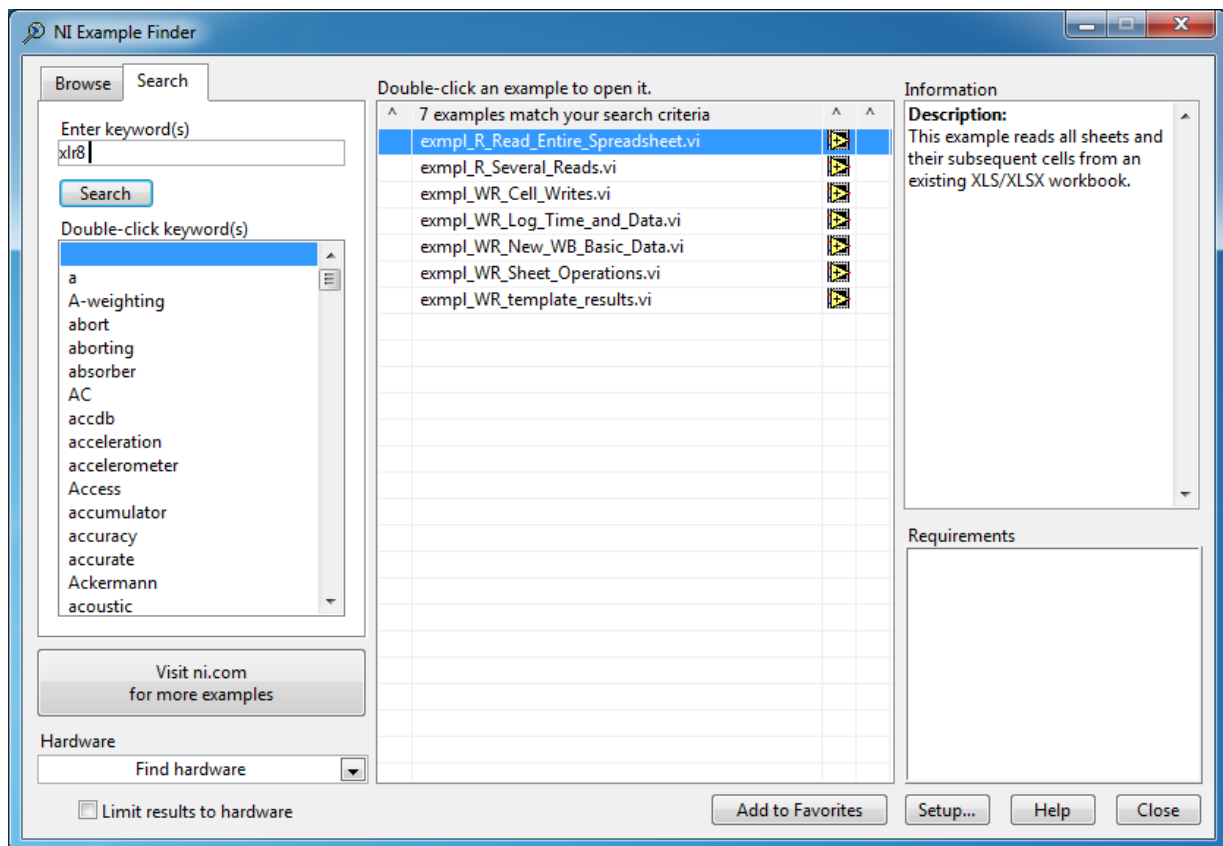 NI Example Finder
Browse
Search
Enter keyword(s)
xlr8
Search
Double-click keyword(s)
a
A-weighting
abort
aborting
absorber
AC
accdb
acceleration
accelerometer
Access
accumulator
accuracy
accurate
Ackermann
acoustic
Visit ni.com
for more examples
Hardware
Find hardware
Limit results to hardware
Double-click an example to open it.
^ 7 examples match your search criteria ^ ^
exmpl_R_Read_Entire_Spreadsheet.vi
exmpl_R_Several_Reads.vi
exmpl_WR_Cell_Writes.vi
exmpl_WR_Log_Time_and_Data.vi
exmpl_WR_New_WB_Basic_Data.vi
exmpl_WR_Sheet_Operations.vi
exmpl_WR_template_results.vi
Information
Description:
This example reads all sheets and
their subsequent cells from an
existing XLS/XLSX workbook.
Requirements
Add to Favorites
Setup...
Help
Close